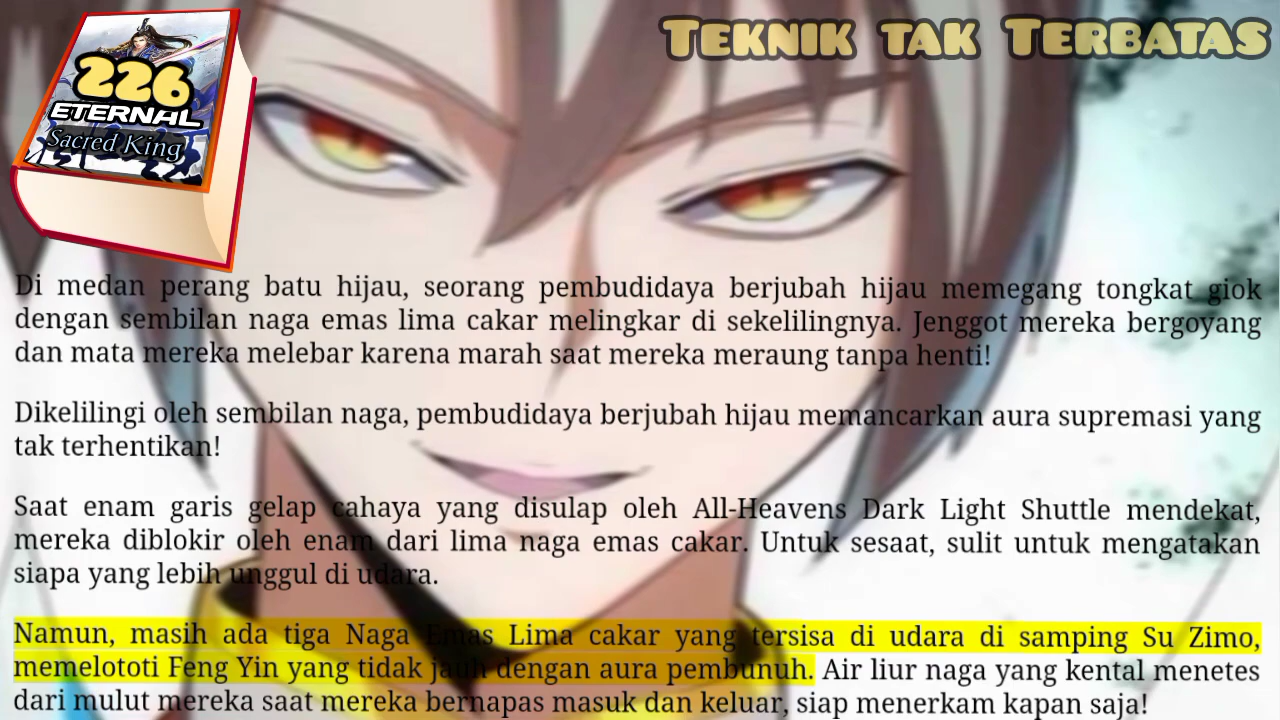 Teknik tak Terbatas
226
ETERNAL
Sacred King
Di medan perang batu hijau, seorang pembudidaya berjubah hijau memegang tongkat giok
dengan sembilan naga emas lima cakar melingkar di sekelilingnya. Jenggot mereka bergoyang
dan mata mereka melebar karena marah saat mereka meraung tanpa henti!
Dikelilingi oleh sembilan naga, pembudidaya berjubah hijau memancarkan aura supremasi yang
tak terhentikan!
Saat enam garis gelap cahaya yang disulap oleh All-Heavens Dark Light Shuttle mendekat,
mereka diblokir oleh enam dari lima naga emas cakar. Untuk sesaat, sulit untuk mengatakan
siapa yang lebih unggul di udara.
Namun, masih ada tiga Naga Emas Lima cakar yang tersisa di udara di samping Su Zimo,
memelototi Feng Yin yang tidak jauh dengan aura pembunuh. Air liur naga yang kental menetes
dari mulut mereka saat mereka bernapas masuk dan keluar, siap menerkam kapan saja!